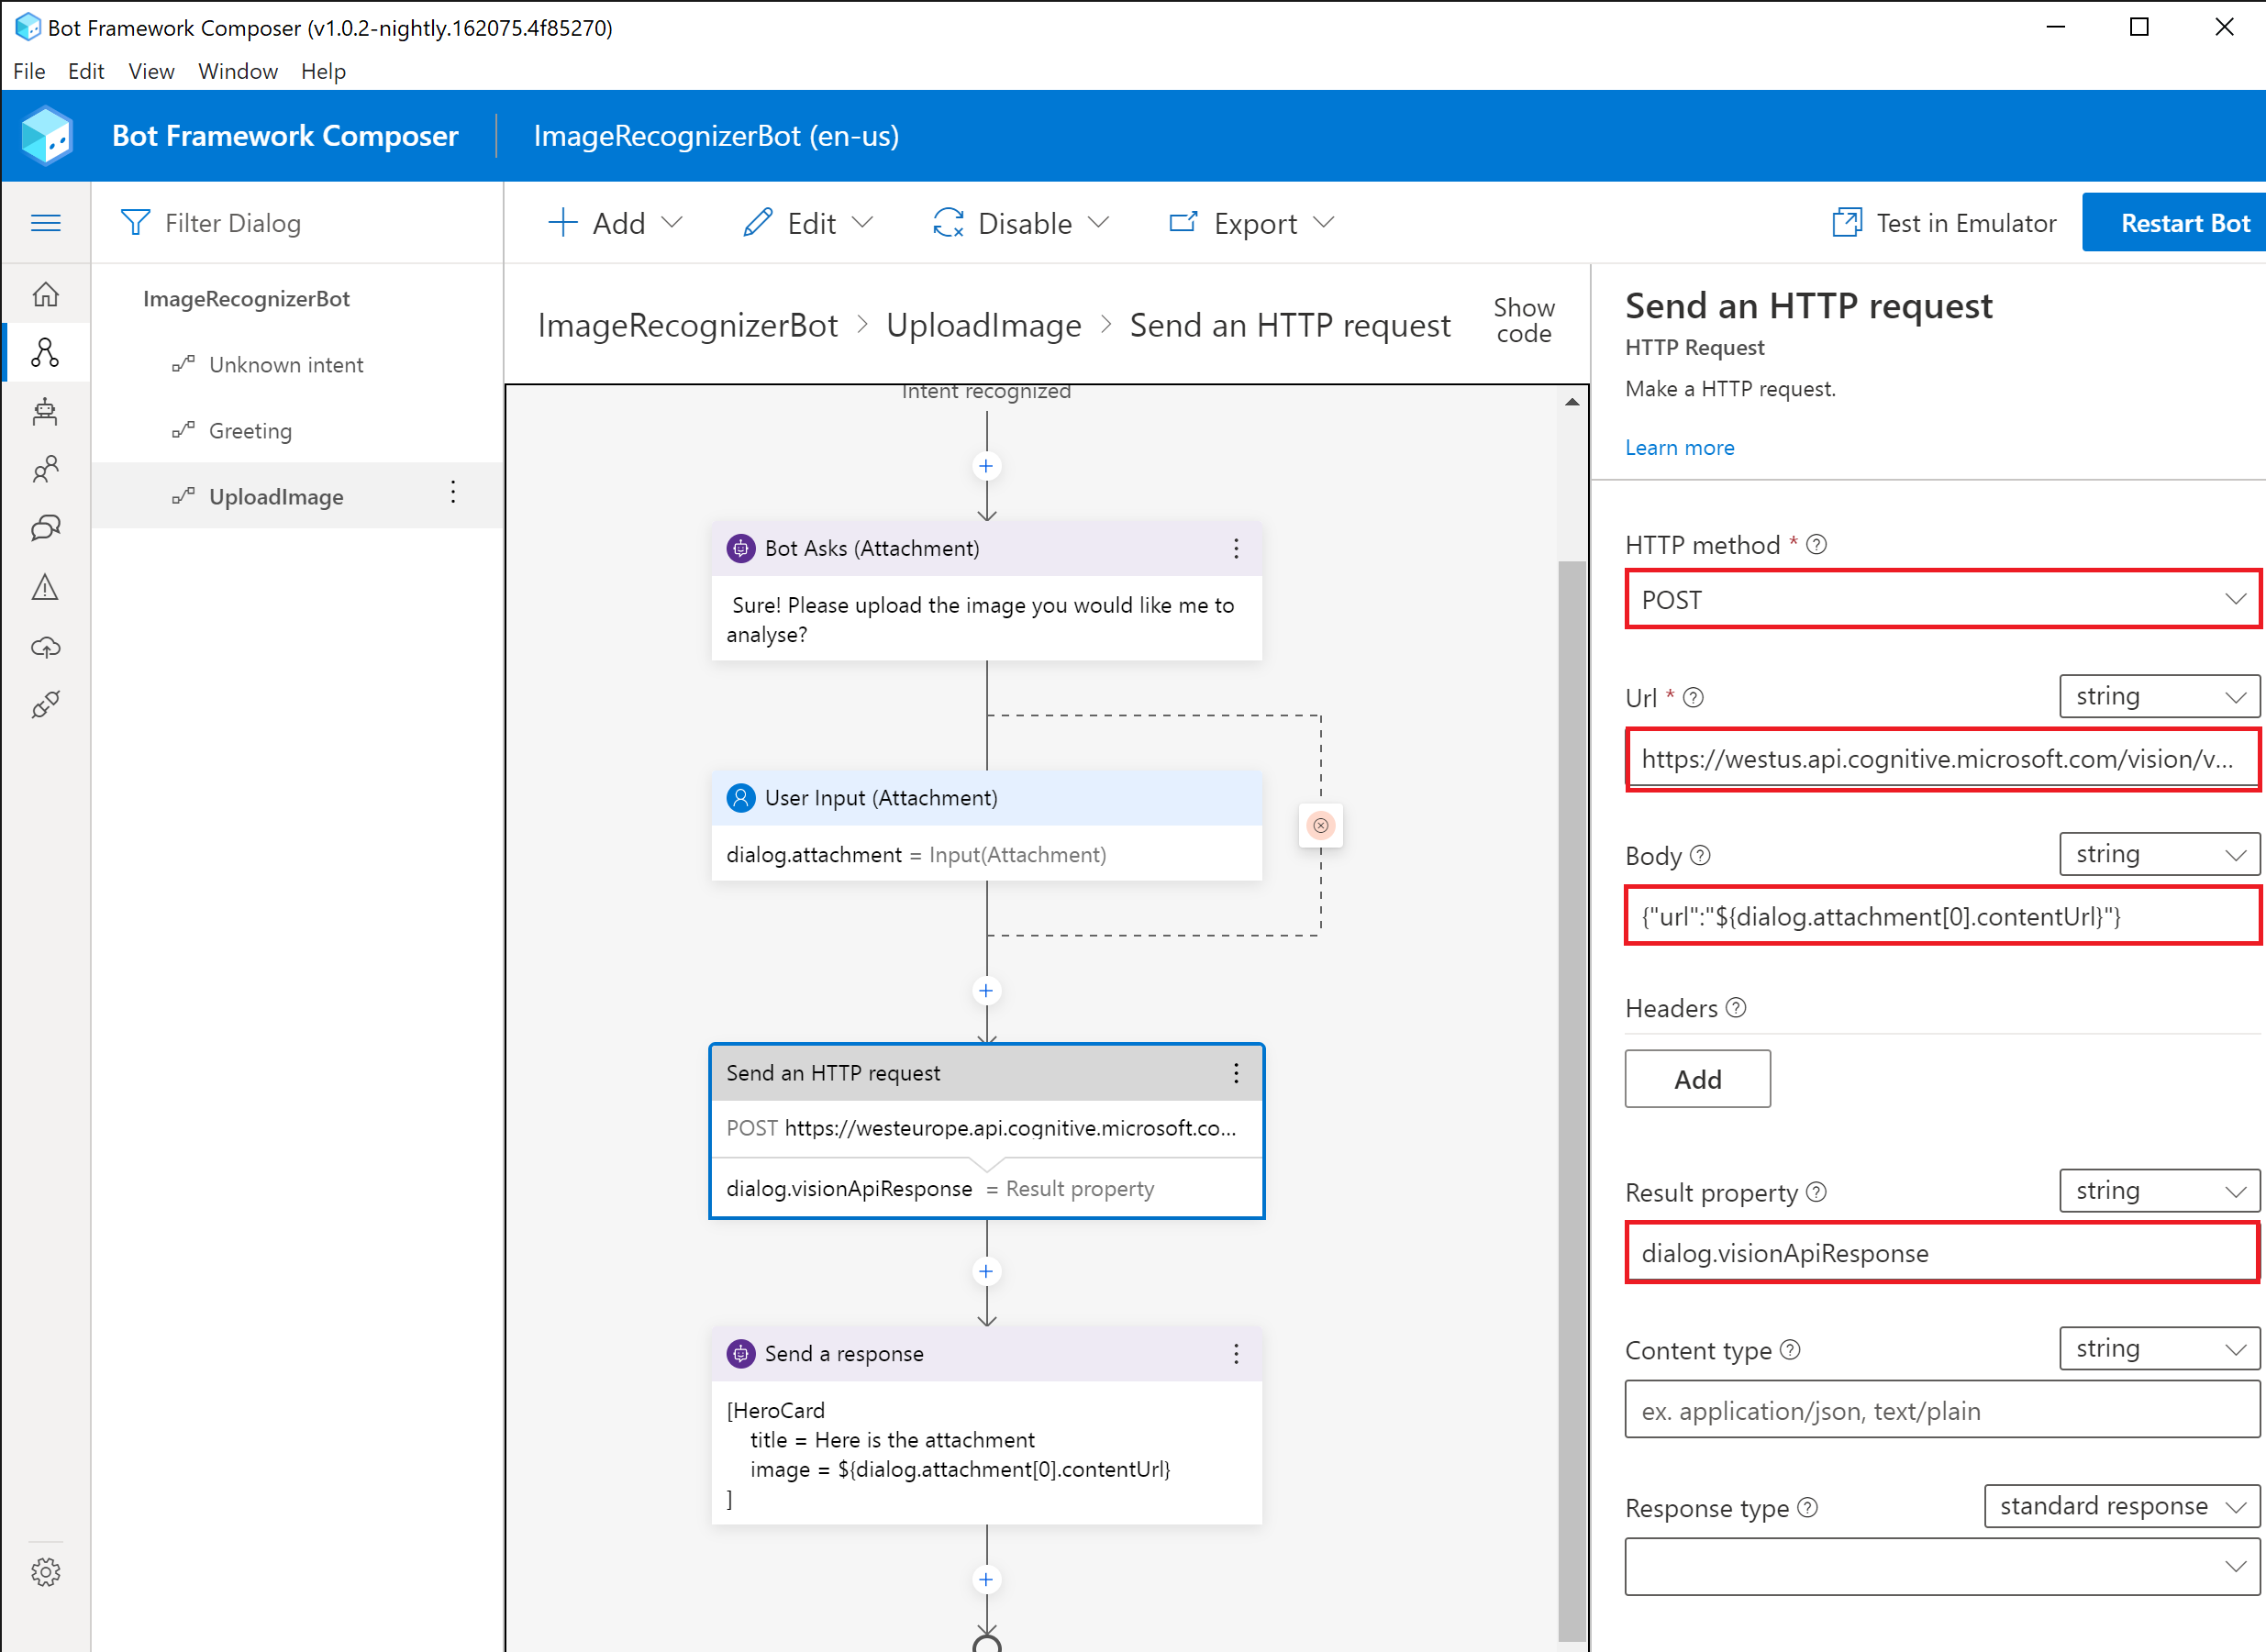 Bot Framework Composer (v1.0.2-nightly.162075.4f85270)
File Edit View Window Help
Bot Framework Composer
ImageRecognizerBot (en-us)
Filter Dialog
Add
Edit
Disable
Export
Test in Emulator
Restart Bot
ImageRecognizerBot
Unknown intent
Greeting
UploadImage
ImageRecognizerBot > UploadImage > Send an HTTP request
Show
code
Intent recognized
Bot Asks (Attachment)
Sure! Please upload the image you would like me to
analyse?
User Input (Attachment)
dialog.attachment = Input(Attachment)
Send an HTTP request
POST https://westeurope.api.cognitive.microsoft.co...
dialog.visionApiResponse = Result property
Send a response
[HeroCard
title = Here is the attachment
image = ${dialog.attachment[0].contentUrl}
]
Send an HTTP request
HTTP Request
Make a HTTP request.
Learn more
HTTP method *
POST
Url *
string
https://westus.api.cognitive.microsoft.com/vision/v...
Body
string
{"url":"${dialog.attachment[0].contentUrl}"}
Headers
Add
Result property
string
dialog.visionApiResponse
Content type
string
ex. application/json, text/plain
Response type
standard response